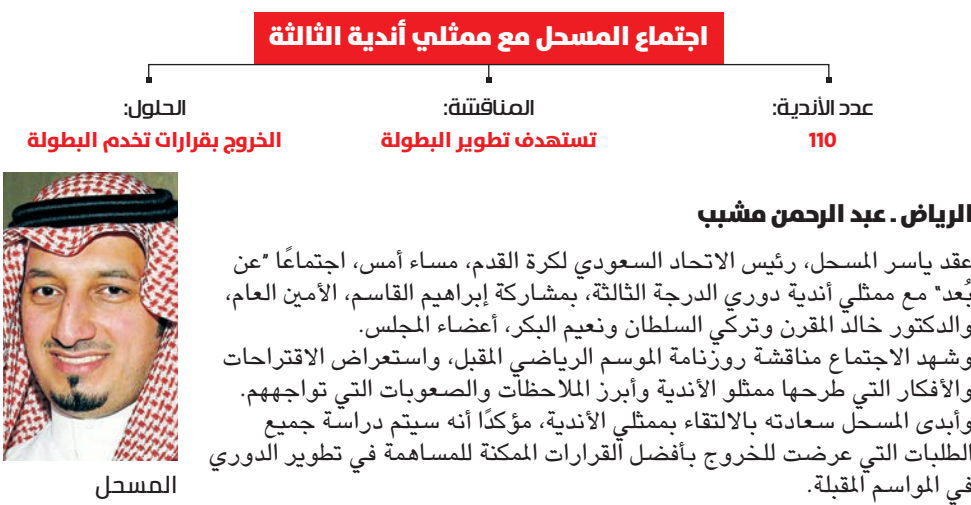 اجتماع المسحل مع ممثلي أندية الثالثة
عدد الأندية:
110
المناقشة:
تستهدف تطوير البطولة
الحلول:
الخروج بقرارات تخدم البطولة
الرياض ـ عبد الرحمن مشبب
عقد ياسر المسحل، رئيس الاتحاد السعودي لكرة القدم، مساء أمس، اجتماعًا "عن
بُعد" مع ممثلي أندية دوري الدرجة الثالثة، بمشاركة إبراهيم القاسم، الأمين العام،
والدكتور خالد المقرن وتركي السلطان ونعيم البكر، أعضاء المجلس.
وشهد الاجتماع مناقشة روزنامة الموسم الرياضي المقبل، واستعراض الاقتراحات
والأفكار التي طرحها ممثلو الأندية وأبرز الملاحظات والصعوبات التي تواجههم.
وأبدى المسحل سعادته بالالتقاء بممثلي الأندية، مؤكدًا أنه سيتم دراسة جميع
الطلبات التي عرضت للخروج بأفضل القرارات الممكنة للمساهمة في تطوير الدوري
في المواسم المقبلة.
المسحل